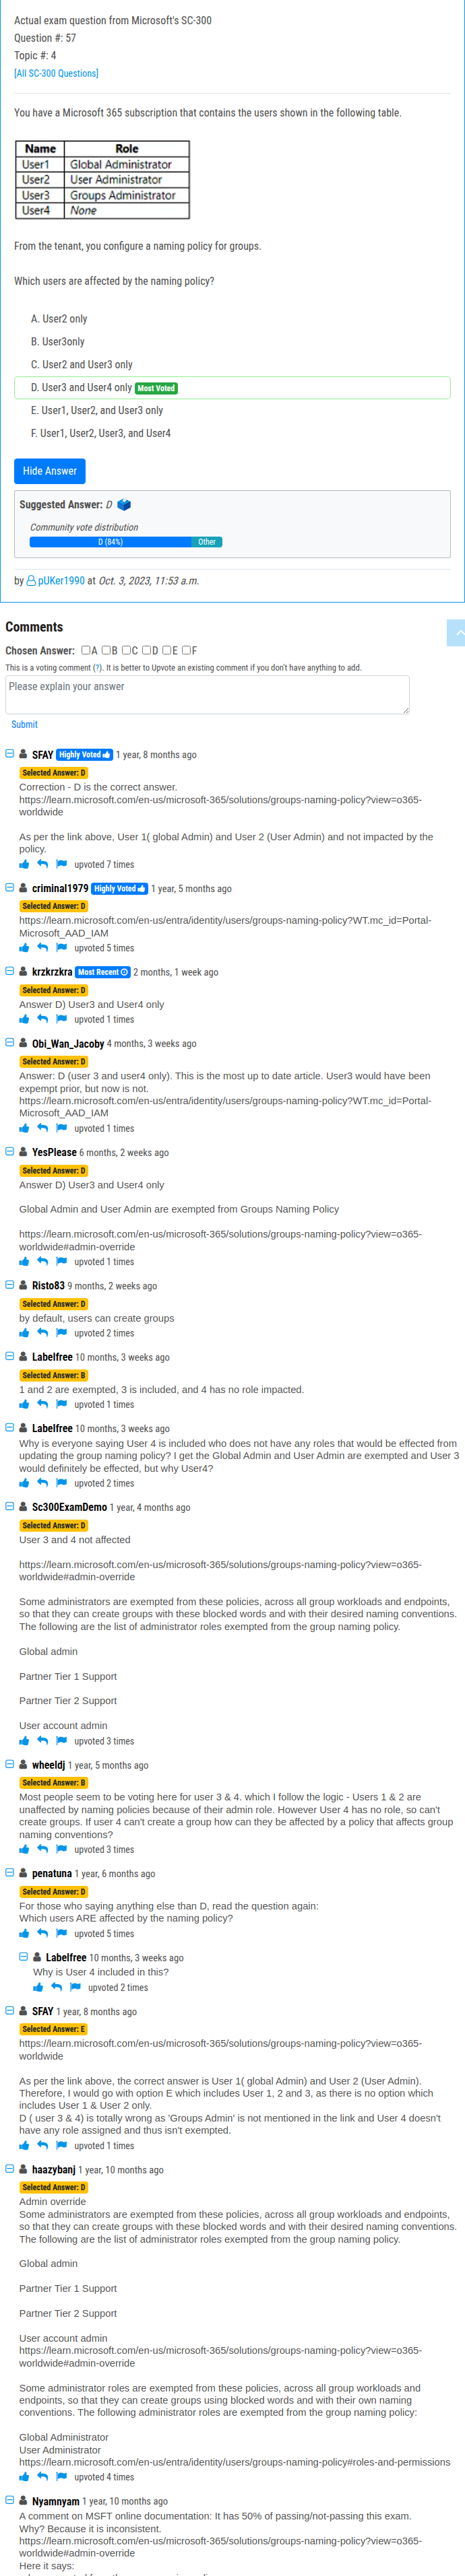 Actual exam question from Microsoft's SC-300
Question #: 57
Topic #: 4
[All SC-300 Questions]
You have a Microsoft 365 subscription that contains the users shown in the following table.
Name Role
User1 Global Administrator
User2 User Administrator
User3 Groups Administrator
User4 None
From the tenant, you configure a naming policy for groups.
Which users are affected by the naming policy?
A. User2 only
B. User3only
C. User2 and User3 only
D. User3 and User4 only Most Voted
E. User1, User2, and User3 only
F. User1, User2, User3, and User4
Hide Answer
Suggested Answer: D
Community vote distribution
D (84%) Other
by pUKer1990 at Oct. 3, 2023, 11:53 a.m.
Comments
Chosen Answer: A B C D E F
This is a voting comment (?). It is better to Upvote an existing comment if you don't have anything to add.
Please explain your answer
Submit
SFAY Highly Voted 1 year, 8 months ago
Selected Answer: D
Correction - D is the correct answer.
https://learn.microsoft.com/en-us/microsoft-365/solutions/groups-naming-policy?view=o365-
worldwide
As per the link above, User 1( global Admin) and User 2 (User Admin) and not impacted by the
policy.
upvoted 7 times
criminal1979 Highly Voted 1 year, 5 months ago
Selected Answer: D
https://learn.microsoft.com/en-us/entra/identity/users/groups-naming-policy?WT.mc_id=Portal-
Microsoft_AAD_IAM
upvoted 5 times
krzkrzkra Most Recent 2 months, 1 week ago
Selected Answer: D
Answer D) User3 and User4 only
upvoted 1 times
Obi_Wan_Jacoby 4 months, 3 weeks ago
Selected Answer: D
Answer: D (user 3 and user4 only). This is the most up to date article. User3 would have been
expempt prior, but now is not.
https://learn.microsoft.com/en-us/entra/identity/users/groups-naming-policy?WT.mc_id=Portal-
Microsoft_AAD_IAM
upvoted 1 times
YesPlease 6 months, 2 weeks ago
Selected Answer: D
Answer D) User3 and User4 only
Global Admin and User Admin are exempted from Groups Naming Policy
https://learn.microsoft.com/en-us/microsoft-365/solutions/groups-naming-policy?view=o365-
worldwide#admin-override
upvoted 1 times
Risto83 9 months, 2 weeks ago
Selected Answer: D
by default, users can create groups
upvoted 2 times
Labelfree 10 months, 3 weeks ago
Selected Answer: B
1 and 2 are exempted, 3 is included, and 4 has no role impacted.
upvoted 1 times
Labelfree 10 months, 3 weeks ago
Why is everyone saying User 4 is included who does not have any roles that would be effected from
updating the group naming policy? I get the Global Admin and User Admin are exempted and User 3
would definitely be effected, but why User4?
upvoted 2 times
Sc300ExamDemo 1 year, 4 months ago
Selected Answer: D
User 3 and 4 not affected
https://learn.microsoft.com/en-us/microsoft-365/solutions/groups-naming-policy?view=o365-
worldwide#admin-override
Some administrators are exempted from these policies, across all group workloads and endpoints,
so that they can create groups with these blocked words and with their desired naming conventions.
The following are the list of administrator roles exempted from the group naming policy.
Global admin
Partner Tier 1 Support
Partner Tier 2 Support
User account admin
upvoted 3 times
wheeldj 1 year, 5 months ago
Selected Answer: B
Most people seem to be voting here for user 3 & 4. which I follow the logic - Users 1 & 2 are
unaffected by naming policies because of their admin role. However User 4 has no role, so can't
create groups. If user 4 can't create a group how can they be affected by a policy that affects group
naming conventions?
upvoted 3 times
penatuna 1 year, 6 months ago
Selected Answer: D
For those who saying anything else than D, read the question again:
Which users ARE affected by the naming policy?
upvoted 5 times
Labelfree 10 months, 3 weeks ago
Why is User 4 included in this?
upvoted 2 times
SFAY 1 year, 8 months ago
Selected Answer: E
https://learn.microsoft.com/en-us/microsoft-365/solutions/groups-naming-policy?view=o365-
worldwide
As per the link above, the correct answer is User 1( global Admin) and User 2 (User Admin).
Therefore, I would go with option E which includes User 1, 2 and 3, as there is no option which
includes User 1 & User 2 only.
D ( user 3 & 4) is totally wrong as 'Groups Admin' is not mentioned in the link and User 4 doesn't
have any role assigned and thus isn't exempted.
upvoted 1 times
haazybanj 1 year, 10 months ago
Selected Answer: D
Admin override
Some administrators are exempted from these policies, across all group workloads and endpoints,
so that they can create groups with these blocked words and with their desired naming conventions.
The following are the list of administrator roles exempted from the group naming policy.
Global admin
Partner Tier 1 Support
Partner Tier 2 Support
User account admin
https://learn.microsoft.com/en-us/microsoft-365/solutions/groups-naming-policy?view=o365-
worldwide#admin-override
Some administrator roles are exempted from these policies, across all group workloads and
endpoints, so that they can create groups using blocked words and with their own naming
conventions. The following administrator roles are exempted from the group naming policy:
Global Administrator
User Administrator
https://learn.microsoft.com/en-us/entra/identity/users/groups-naming-policy#roles-and-permissions
upvoted 4 times
Nyamnyam 1 year, 10 months ago
A comment on MSFT online documentation: It has 50% of passing/not-passing this exam.
Why? Because it is inconsistent.
https://learn.microsoft.com/en-us/microsoft-365/solutions/groups-naming-policy?view=o365-
worldwide#admin-override
Here it says: